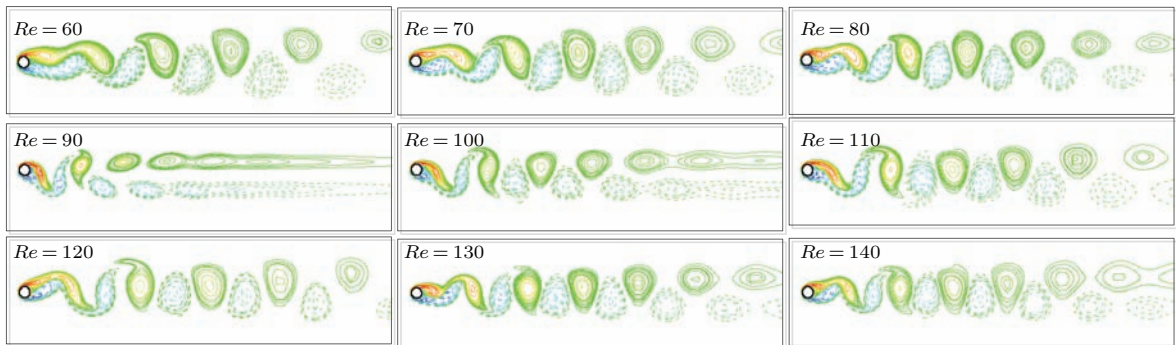 Re = 60
Re = 70
Re = 80
Re = 90
Re = 100
Re = 110
Re = 120
Re = 130
Re = 140